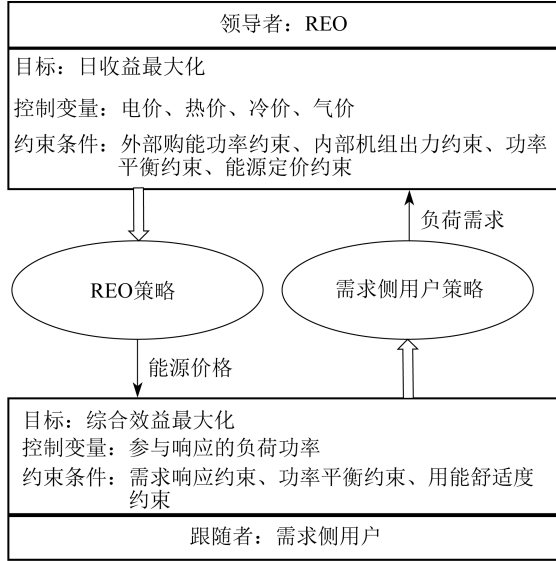 领导者：REO
目标：日收益最大化
控制变量：电价、热价、冷价、气价
约束条件：外部购能功率约束、内部机组出力约束、功率
平衡约束、能源定价约束
负荷需求
REO策略
需求侧用户策略
能源价格
目标：综合效益最大化
控制变量：参与响应的负荷功率
约束条件：需求响应约束、功率平衡约束、用能舒适度
约束
跟随者：需求侧用户